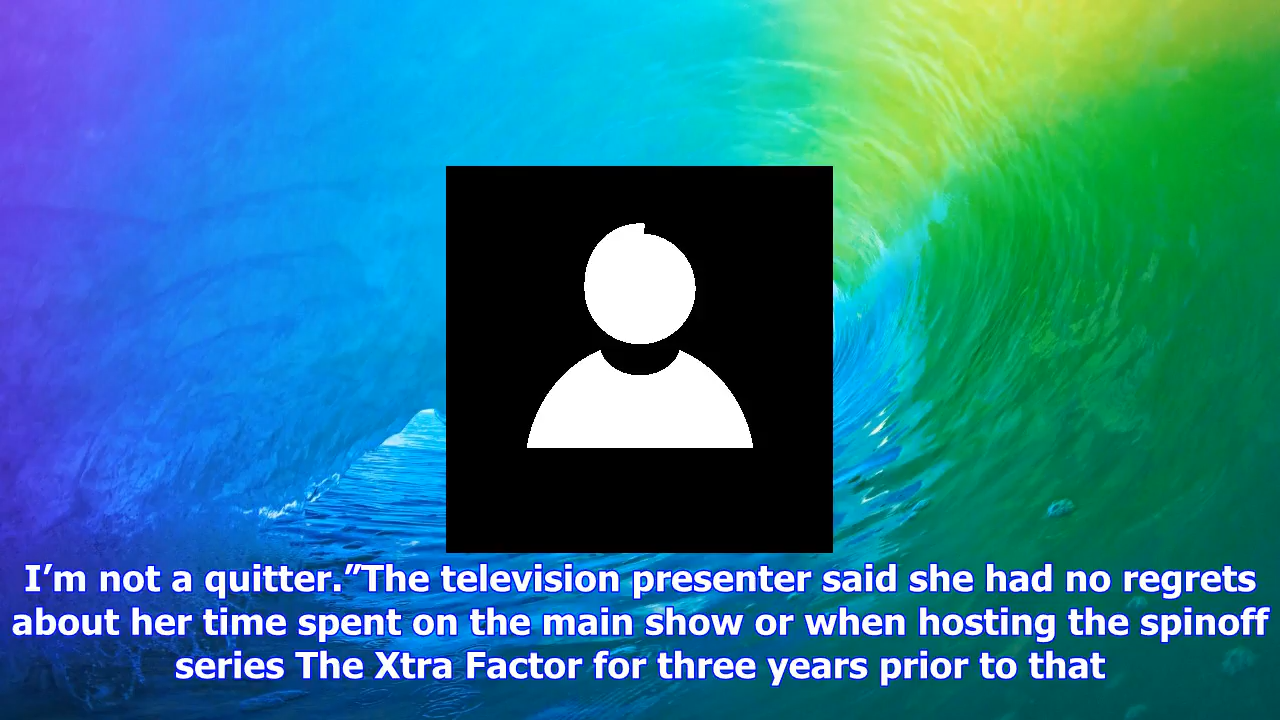 I’m not a quitter.”The television presenter said she had no regrets
about her time spent on the main show or when hosting the spinoff
series The Xtra Factor for three years prior to that